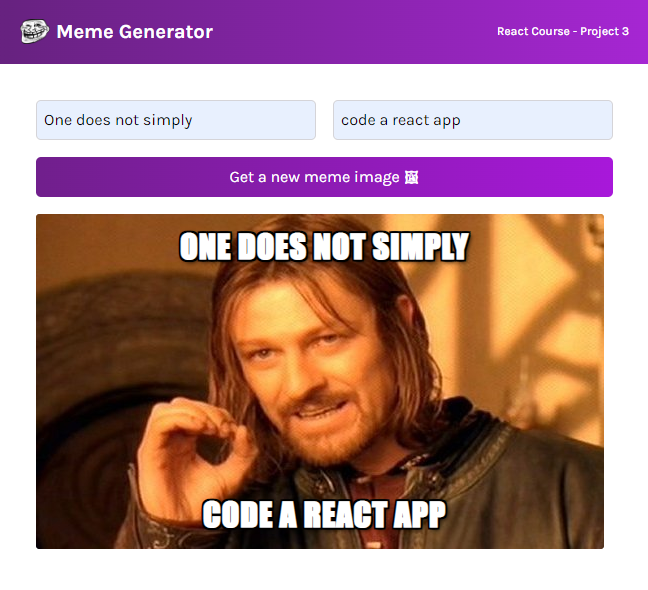 Meme Generator
React Course - Project 3
One does not simply
code a react app
Get a new meme image 🖼
ONE DOES NOT SIMPLY
CODE A REACT APP